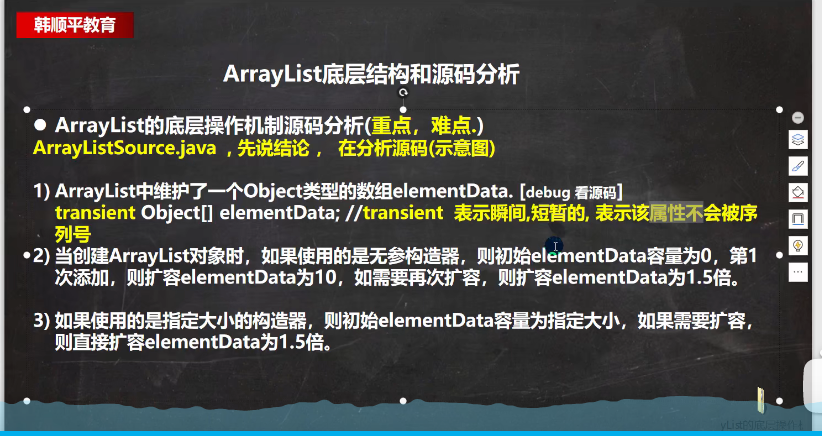 韩顺平教育
ArrayList底层结构和源码分析
● ArrayList的底层操作机制源码分析(重点，难点.)
ArrayListSource.java ，先说结论， 在分析源码(示意图)
1) ArrayList中维护了一个Object类型的数组elementData. [debug 看源码]
transient Object[] elementData; //transient 表示瞬间,短暂的, 表示该属性不会被序
列号
2) 当创建ArrayList对象时，如果使用的是无参构造器，则初始elementData容量为0，第1
次添加，则扩容elementData为10，如需要再次扩容，则扩容elementData为1.5倍。
3) 如果使用的是指定大小的构造器，则初始elementData容量为指定大小，如果需要扩容，
则直接扩容elementData为1.5倍。